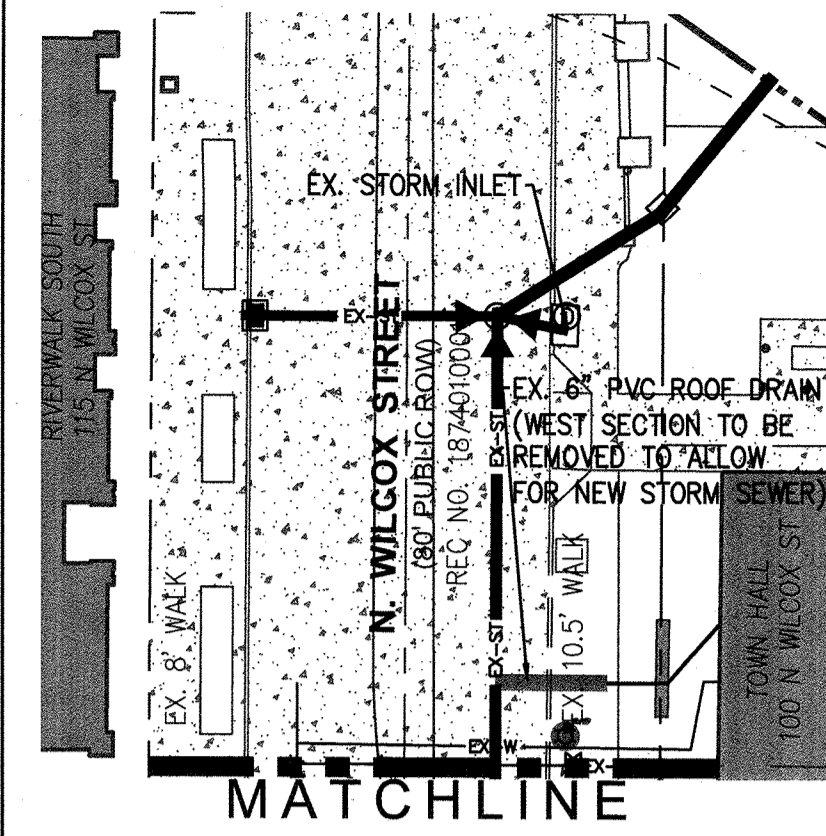 EX. STORM INLET
RIVERWALK SOUTH
115 N. WILCOX ST
EX-ST
N. WILCOX STREET
(80' PUBLIC ROW)
REC NO. 187401000
EX. 6" PVC ROOF DRAIN
(WEST SECTION TO BE
REMOVED TO ALLOW
FOR NEW STORM SEWER)
EX-ST
EX-ST
EX. 8' WALK
EX. 10.5' WALK
TOWN HALL
100 N WILCOX ST
EX-W
EX-
MATCHLINE